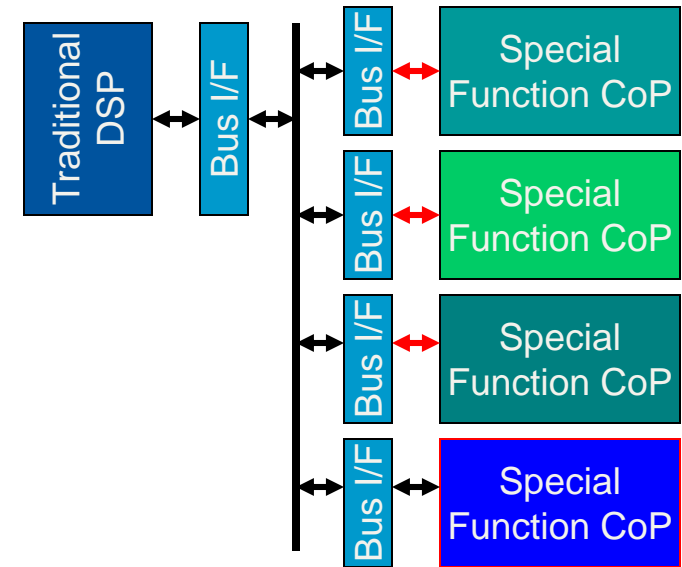 Traditional
DSP
Bus I/F
Bus I/F
Special
Function CoP
Bus I/F
Special
Function CoP
Bus I/F
Special
Function CoP
Bus I/F
Special
Function CoP